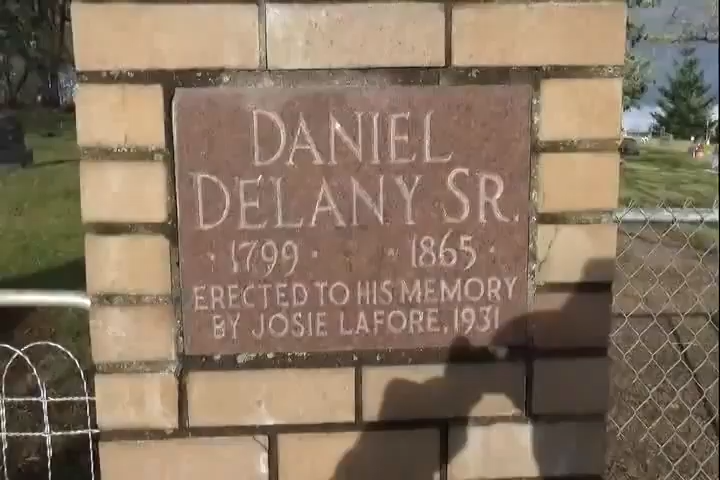 DANIEL
DELANY SR.
· 1799 · · 1865 ·
ERECTED TO HIS MEMORY
BY JOSIE LAFORE, 1931